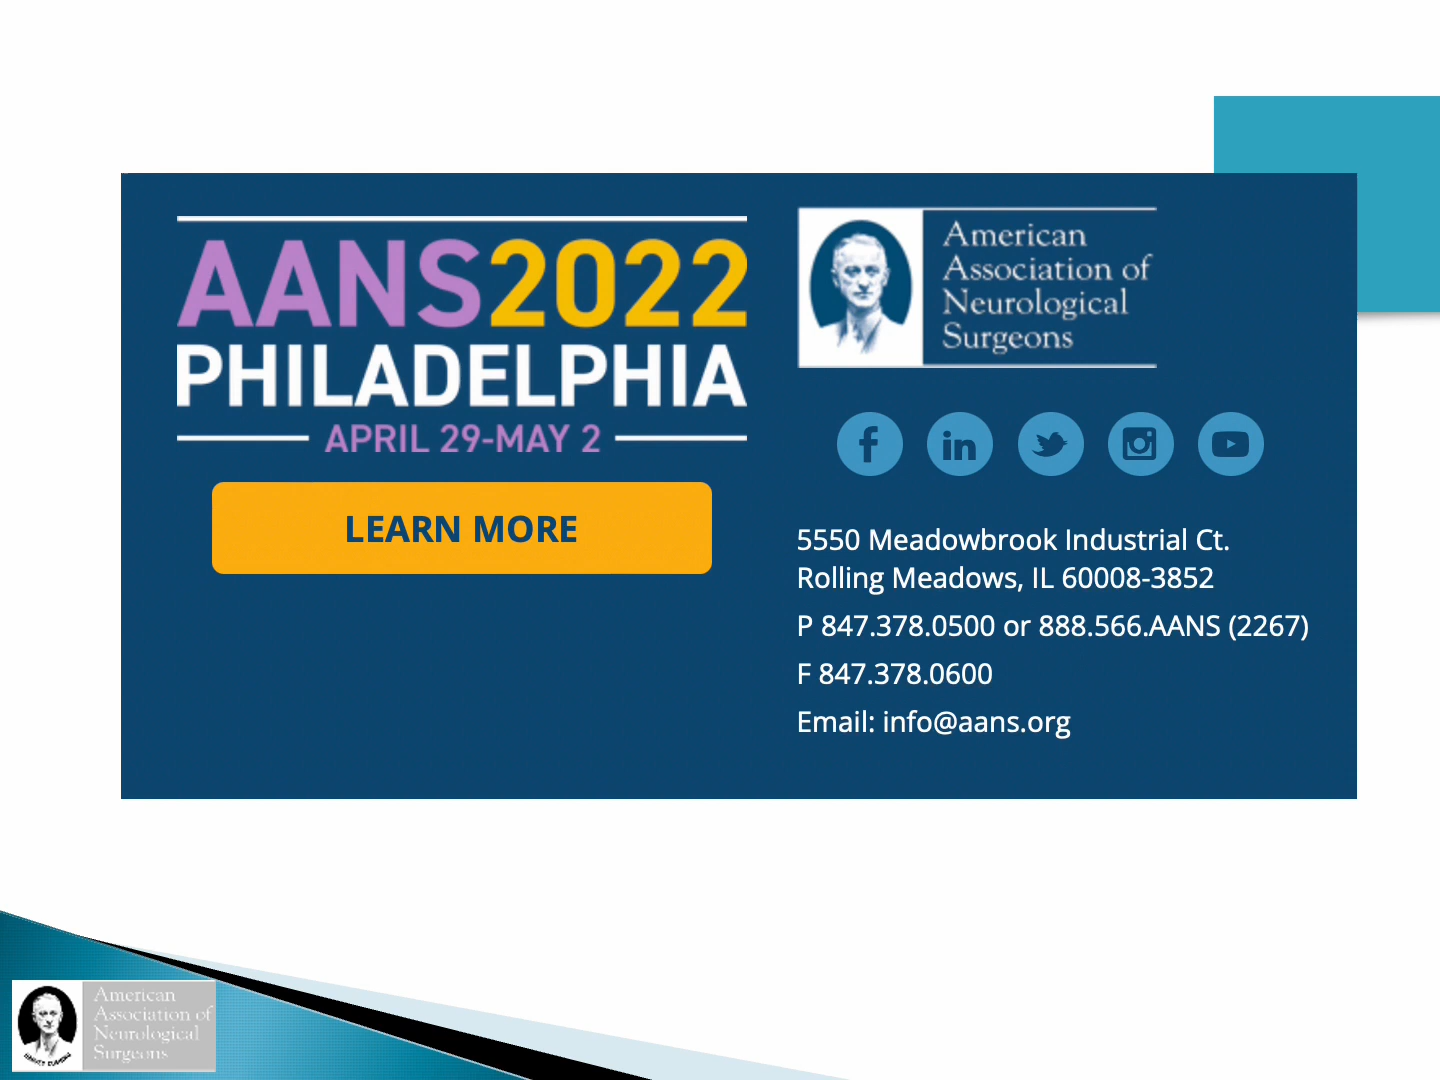 AANS2022
PHILADELPHIA
APRIL 29-MAY 2
LEARN MORE
American
Association of
Neurological
Surgeons
5550 Meadowbrook Industrial Ct.
Rolling Meadows, IL 60008-3852
P 847.378.0500 or 888.566.AANS (2267)
F 847.378.0600
Email: info@aans.org
American
Association of
Neurological
Surgeons